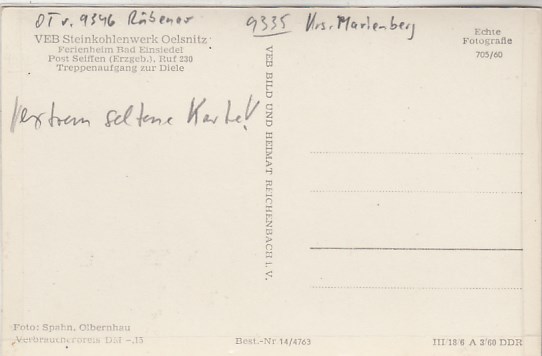 OT v. 9346 Rübenau
9335 Krs. Marienberg
VEB Steinkohlenwerk Oelsnitz
Ferienheim Bad Einsiedel
Post Seiffen (Erzgeb.), Ruf 230
Treppenaufgang zur Diele
Echte
Fotografie
705/60
extrem seltene Karte!
VEB BILD UND HEIMAT REICHENBACH i. V.
Foto: Spahn, Olbernhau
Verbraucherpreis DM -.15
Best.-Nr 14/4763
III/18/6 A 3/60 DDR